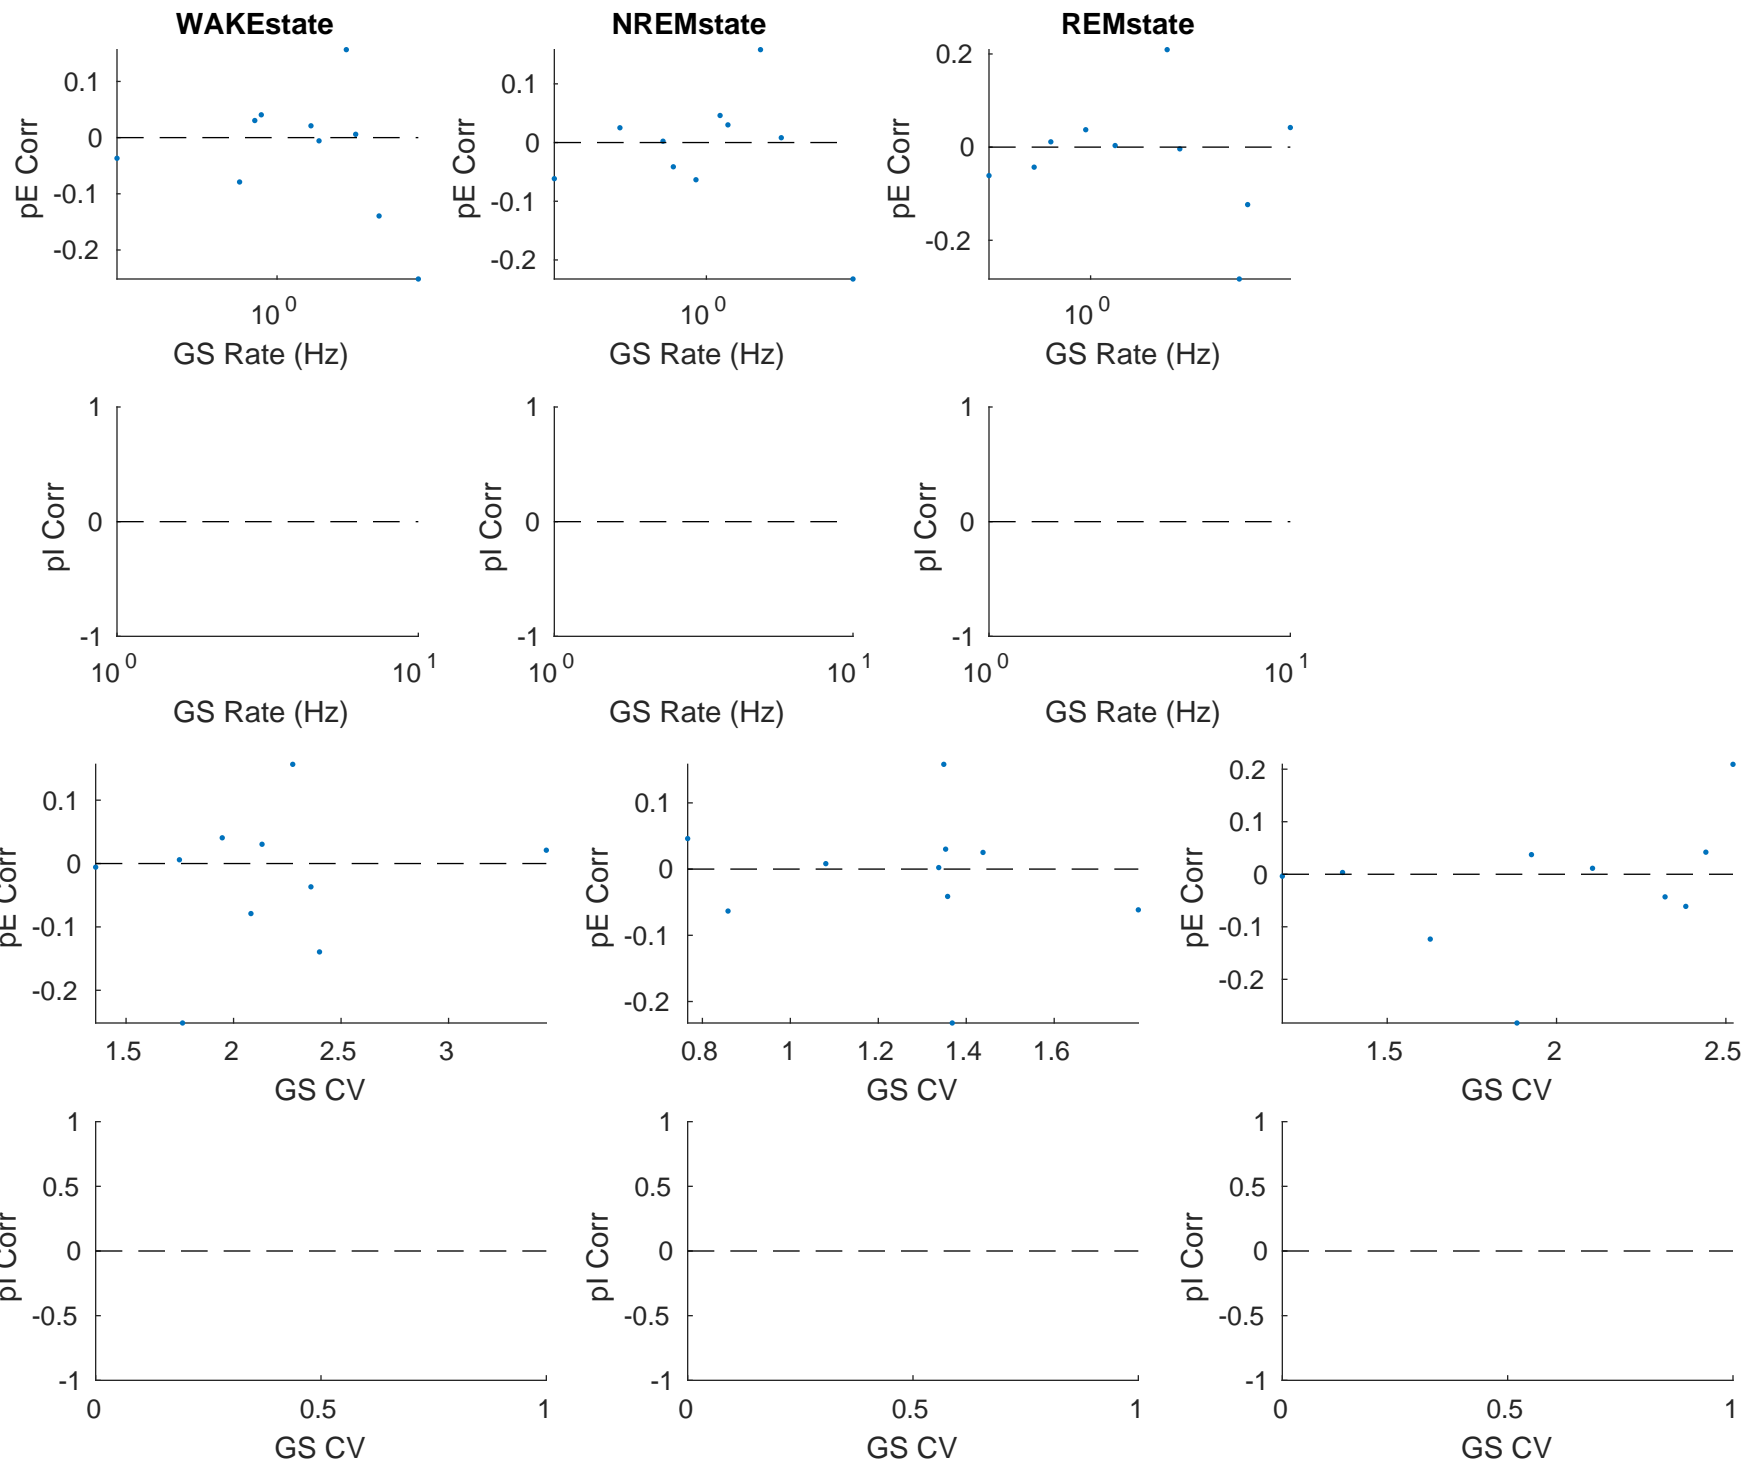 WAKEstate NREMstate REMstate
0.1 0 -0.1 -0.2 pE Corr 10^0 GS Rate (Hz)
0.1 0 -0.1 -0.2 pE Corr 10^0 GS Rate (Hz)
0.2 0 -0.2 pE Corr 10^0 GS Rate (Hz)
1 0 -1 pI Corr 10^0 10^1 GS Rate (Hz)
1 0 -1 pI Corr 10^0 10^1 GS Rate (Hz)
1 0 -1 pI Corr 10^0 10^1 GS Rate (Hz)
0.1 0 -0.1 -0.2 pE Corr 1.5 2 2.5 3 GS CV
0.1 0 -0.1 -0.2 pE Corr 0.8 1 1.2 1.4 1.6 GS CV
0.2 0.1 0 -0.1 -0.2 pE Corr 1.5 2 2.5 GS CV
1 0.5 0 -0.5 -1 pI Corr 0 0.5 1 GS CV
1 0.5 0 -0.5 -1 pI Corr 0 0.5 1 GS CV
1 0.5 0 -0.5 -1 pI Corr 0 0.5 1 GS CV